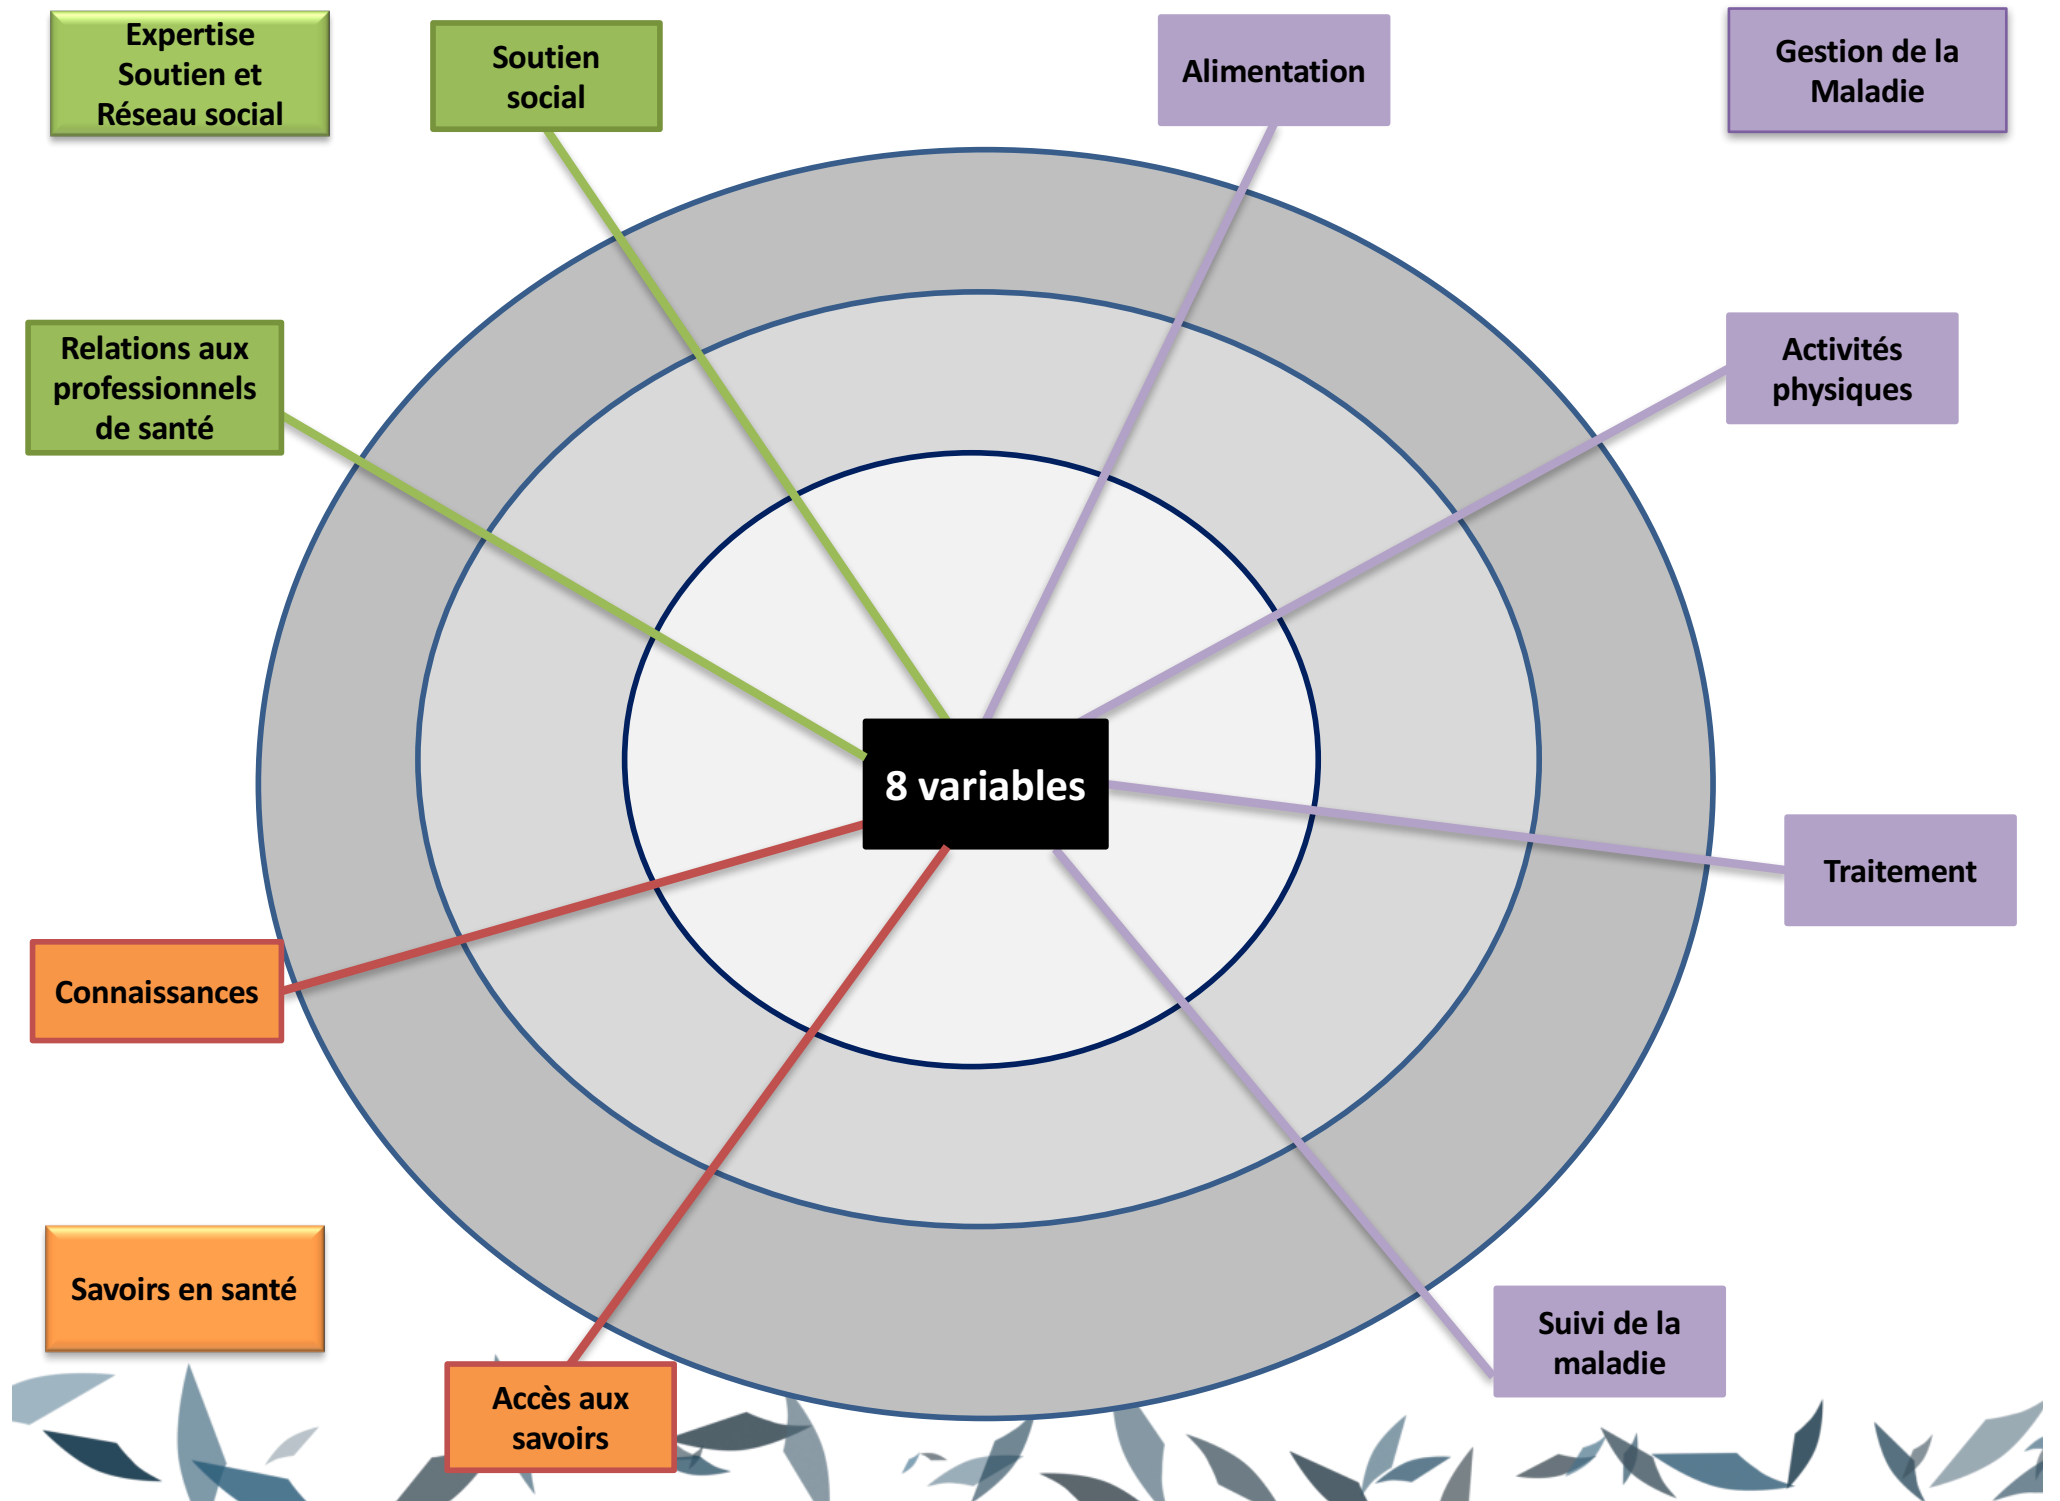 Expertise
Soutien et
Réseau social
Soutien
social
Alimentation
Gestion de la
Maladie
Relations aux
professionnels
de santé
Activités
physiques
8 variables
Traitement
Connaissances
Savoirs en santé
Suivi de la
maladie
Accès aux
savoirs